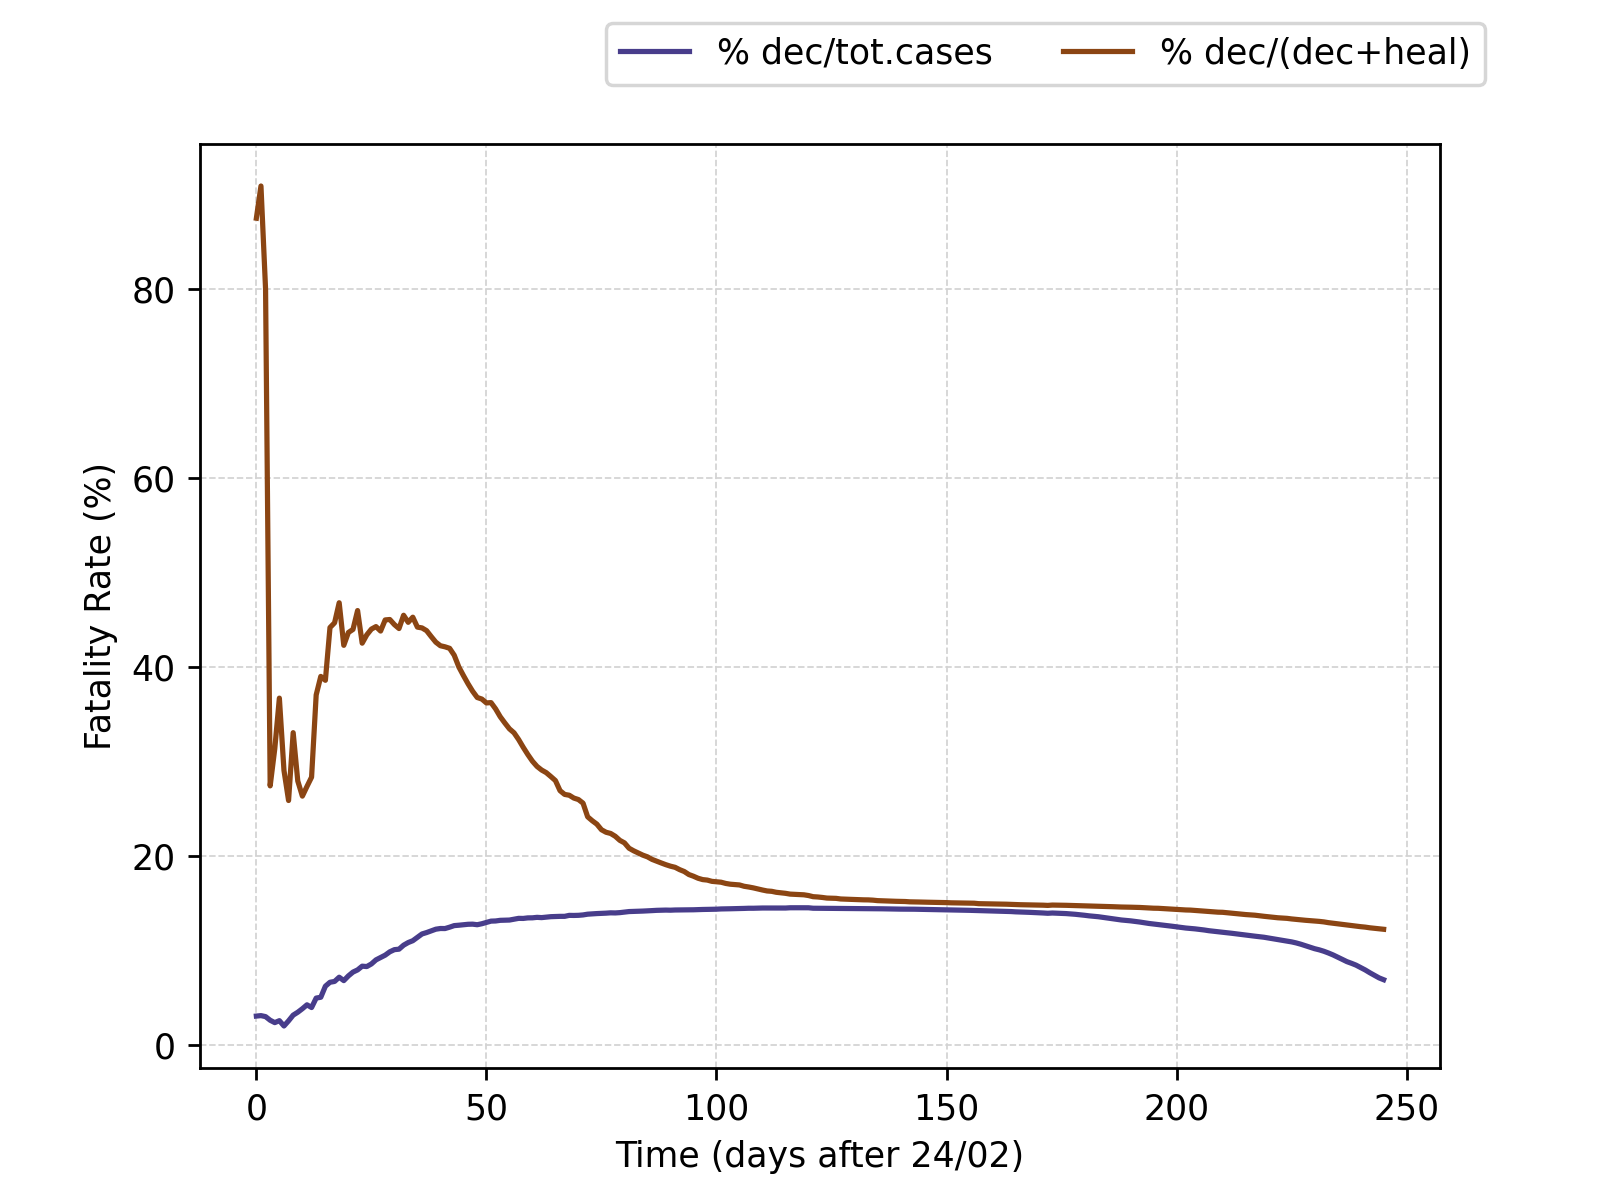 % dec/tot.cases % dec/(dec+heal)
Fatality Rate (%)
80
60
40
20
0
0 50 100 150 200 250
Time (days after 24/02)